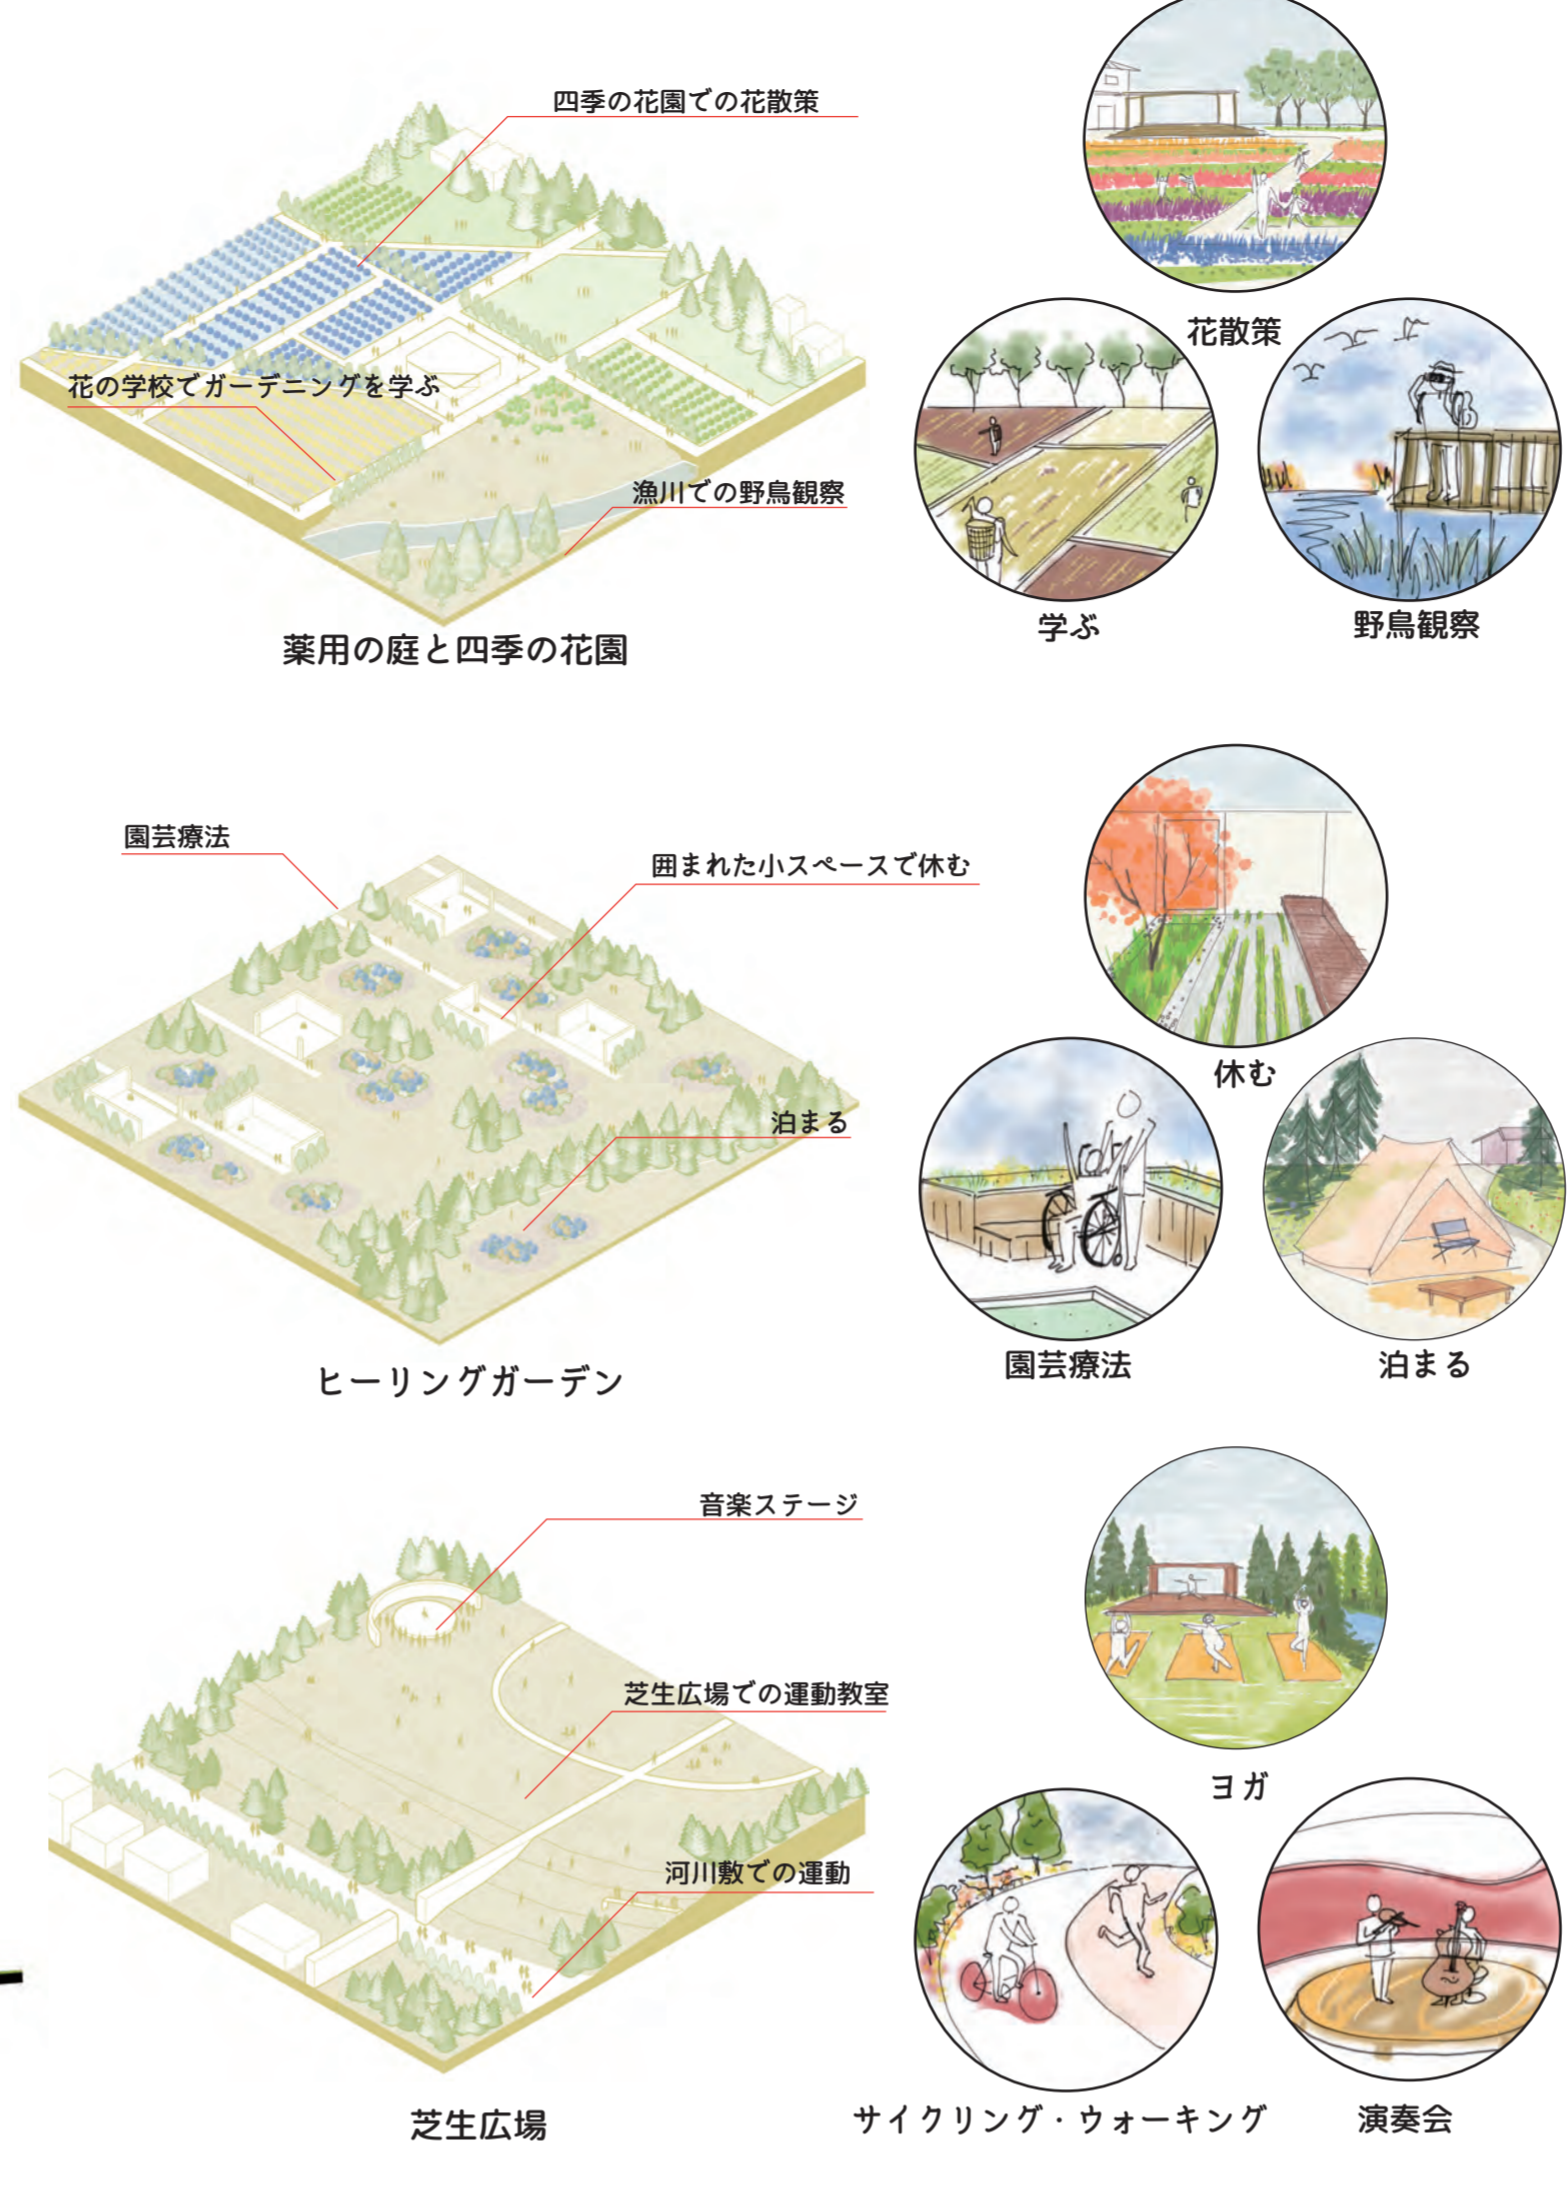 四季の花園での花散策
花の学校でガーデニングを学ぶ
漁川での野鳥観察
薬用の庭と四季の花園
花散策
学ぶ
野鳥観察
園芸療法
囲まれた小スペースで休む
泊まる
ヒーリングガーデン
休む
園芸療法
泊まる
音楽ステージ
芝生広場での運動教室
河川敷での運動
芝生広場
ヨガ
サイクリング・ウォーキング
演奏会